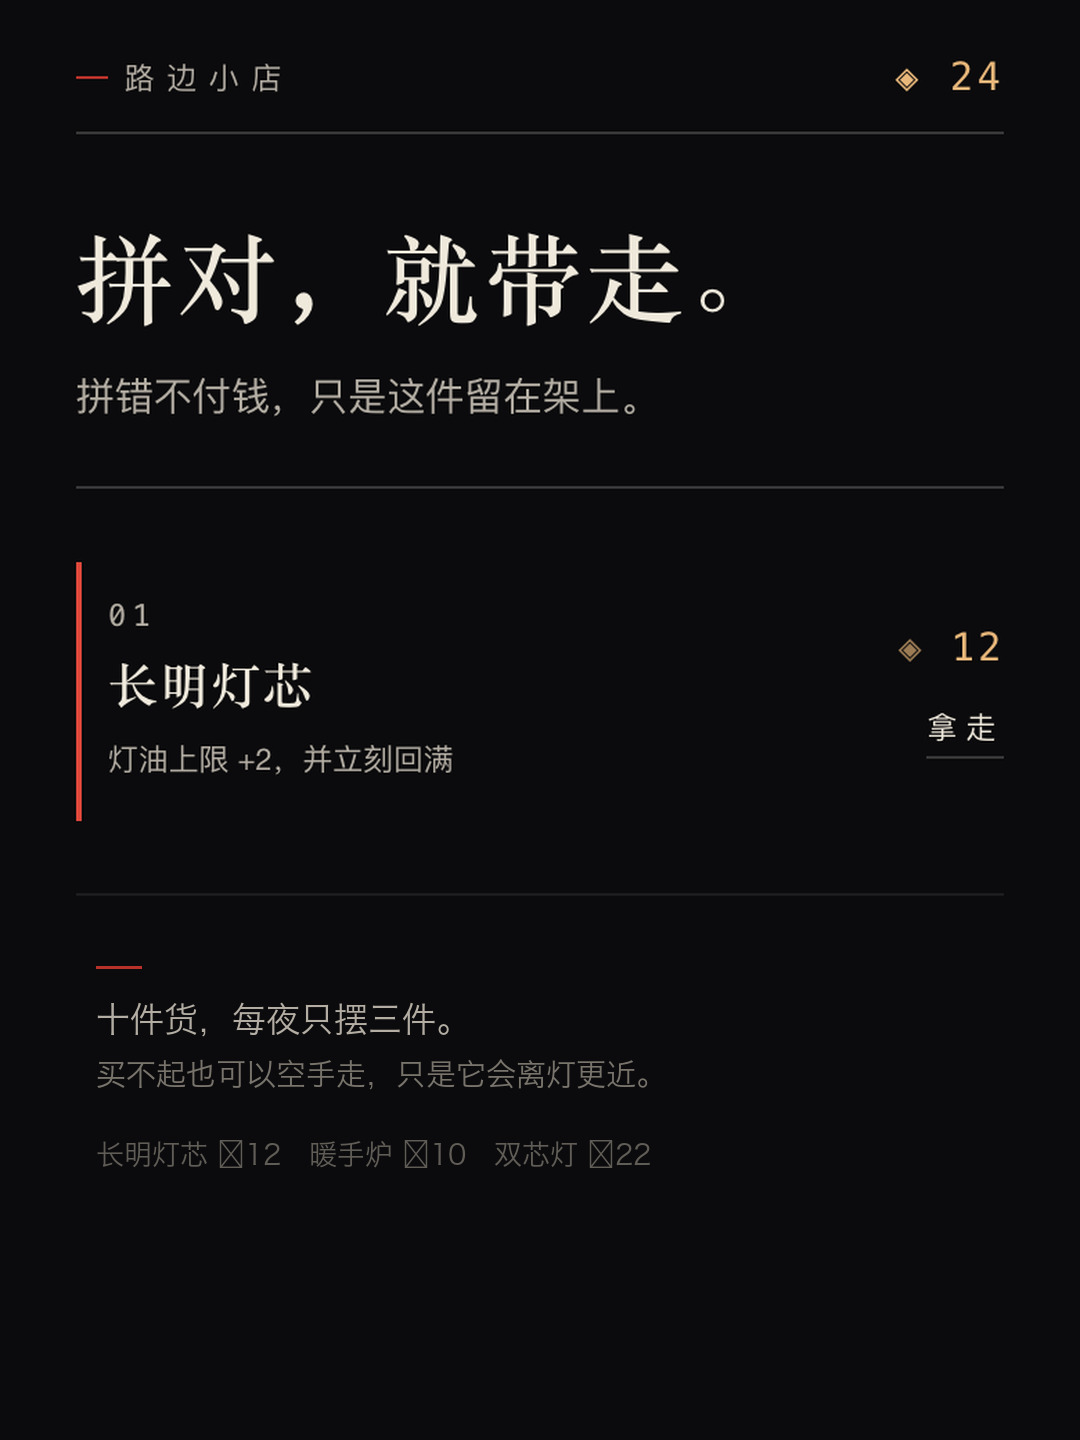 路边小店
◈ 24
拼对，就带走。
拼错不付钱，只是这件留在架上。
01
长明灯芯
灯油上限 +2，并立刻回满
◈ 12
拿走
十件货，每夜只摆三件。
买不起也可以空手走，只是它会离灯更近。
长明灯芯 ☒12 暖手炉 ☒10 双芯灯 ☒22